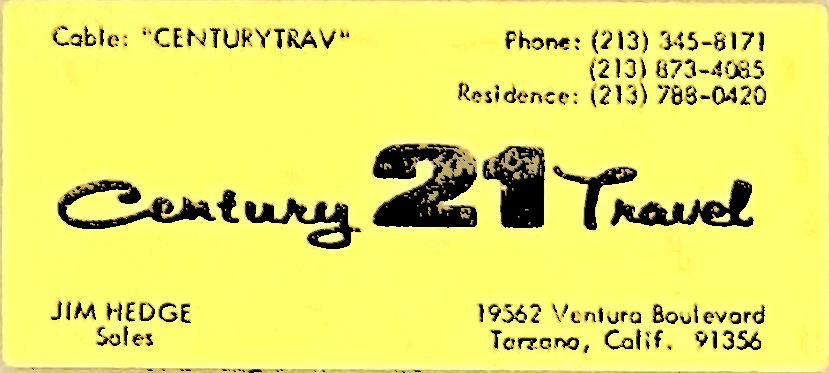 Cable: "CENTURYTRAV"
Phone: (213) 345-8171
(213) 873-4085
Residence: (213) 788-0420
Century 21 Travel
JIM HEDGE
Sales
19562 Ventura Boulevard
Tarzana, Calif. 91356